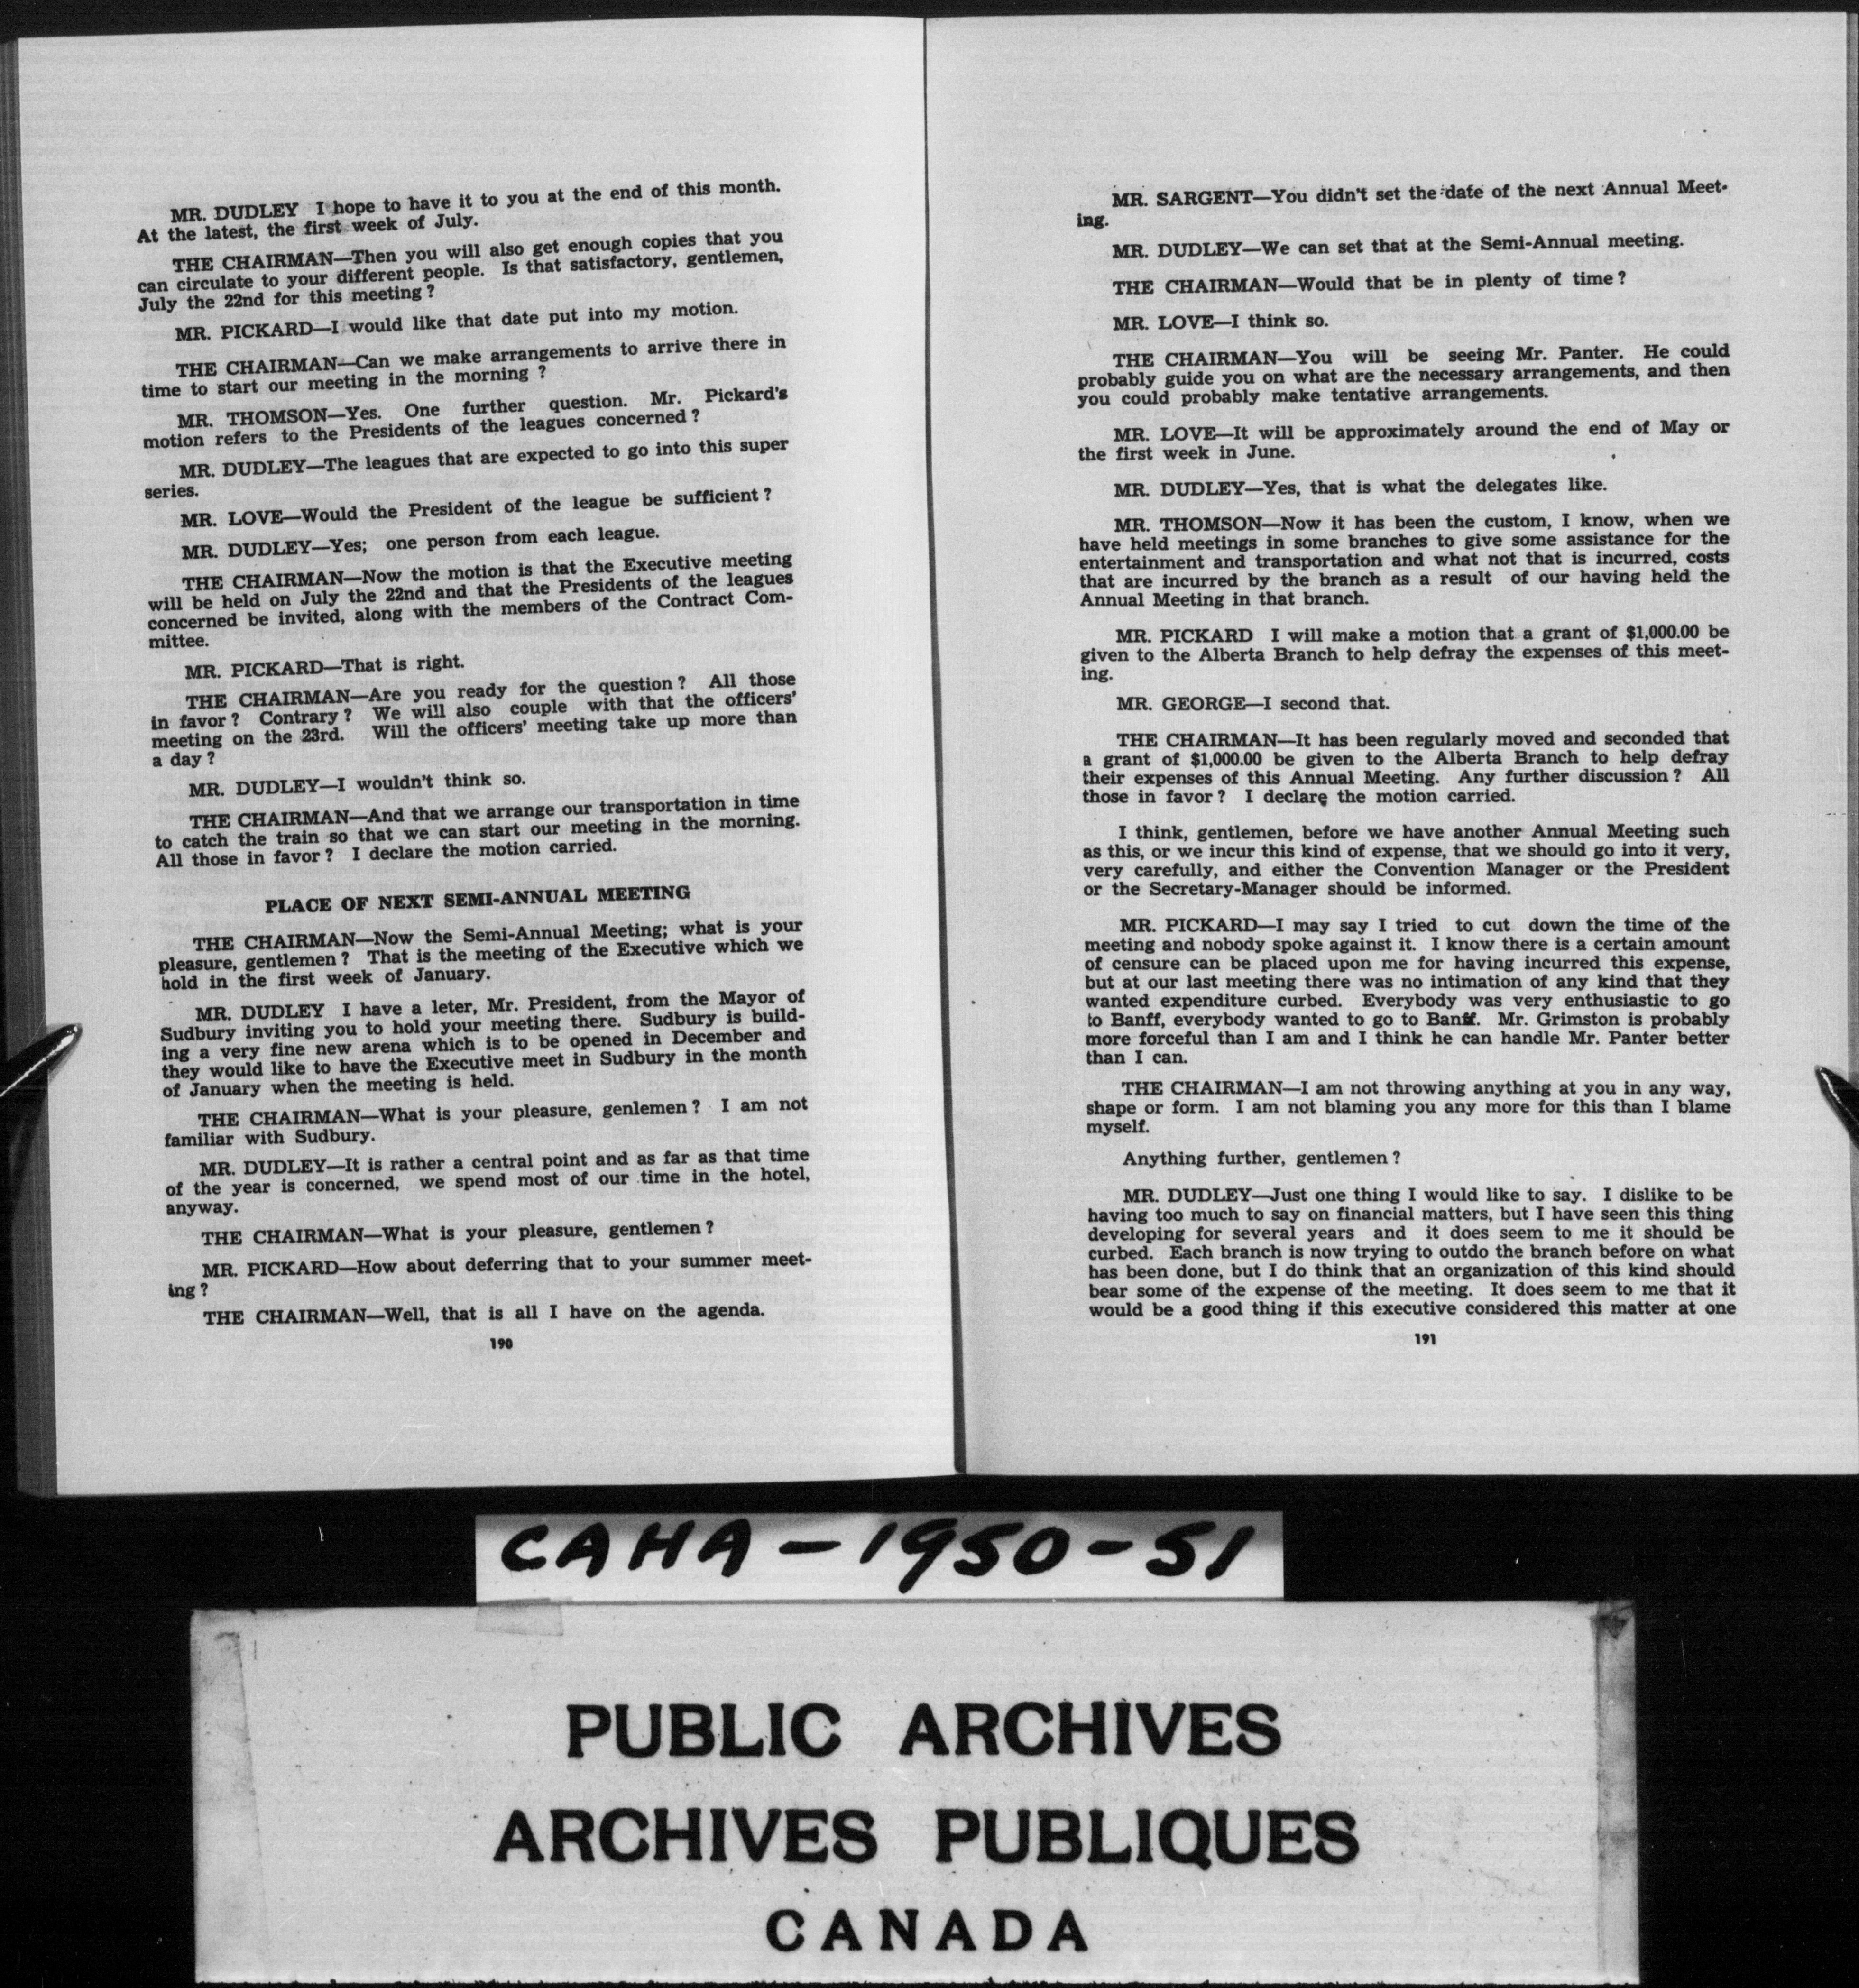 MR. DUDLEY I hope to have it to you at the end of this month.
At the latest, the first week of July.
THE CHAIRMAN—Then you will also get enough copies that you
can circulate to your different people. Is that satisfactory, gentlemen,
July the 22nd for this meeting?
MR. PICKARD—I would like that date put into my motion.
THE CHAIRMAN—Can we make arrangements to arrive there in
time to start our meeting in the morning?
MR. THOMSON—Yes. One further question. Mr. Pickard's
motion refers to the Presidents of the leagues concerned?
MR. DUDLEY—The leagues that are expected to go into this super
series.
MR. LOVE—Would the President of the league be sufficient?
MR. DUDLEY—Yes; one person from each league.
THE CHAIRMAN—Now the motion is that the Executive meeting
will be held on July the 22nd and that the Presidents of the leagues
concerned be invited, along with the members of the Contract Com-
mittee.
MR. PICKARD—That is right.
THE CHAIRMAN—Are you ready for the question? All those
in favor? Contrary? We will also couple with that the officers'
meeting on the 23rd. Will the officers' meeting take up more than
a day?
MR. DUDLEY—I wouldn't think so.
THE CHAIRMAN—And that we arrange our transportation in time
to catch the train so that we can start our meeting in the morning.
All those in favor? I declare the motion carried.
PLACE OF NEXT SEMI-ANNUAL MEETING
THE CHAIRMAN—Now the Semi-Annual Meeting; what is your
pleasure, gentlemen? That is the meeting of the Executive which we
hold in the first week of January.
MR. DUDLEY I have a leter, Mr. President, from the Mayor of
Sudbury inviting you to hold your meeting there. Sudbury is build-
ing a very fine new arena which is to be opened in December and
they would like to have the Executive meet in Sudbury in the month
of January when the meeting is held.
THE CHAIRMAN—What is your pleasure, genlemen? I am not
familiar with Sudbury.
MR. DUDLEY—It is rather a central point and as far as that time
of the year is concerned, we spend most of our time in the hotel,
anyway.
THE CHAIRMAN—What is your pleasure, gentlemen?
MR. PICKARD—How about deferring that to your summer meet-
ing?
THE CHAIRMAN—Well, that is all I have on the agenda.
190
MR. SARGENT—You didn't set the date of the next Annual Meet-
ing.
MR. DUDLEY—We can set that at the Semi-Annual meeting.
THE CHAIRMAN—Would that be in plenty of time?
MR. LOVE—I think so.
THE CHAIRMAN—You will be seeing Mr. Panter. He could
probably guide you on what are the necessary arrangements, and then
you could probably make tentative arrangements.
MR. LOVE—It will be approximately around the end of May or
the first week in June.
MR. DUDLEY—Yes, that is what the delegates like.
MR. THOMSON—Now it has been the custom, I know, when we
have held meetings in some branches to give some assistance for the
entertainment and transportation and what not that is incurred, costs
that are incurred by the branch as a result of our having held the
Annual Meeting in that branch.
MR. PICKARD I will make a motion that a grant of $1,000.00 be
given to the Alberta Branch to help defray the expenses of this meet-
ing.
MR. GEORGE—I second that.
THE CHAIRMAN—It has been regularly moved and seconded that
a grant of $1,000.00 be given to the Alberta Branch to help defray
their expenses of this Annual Meeting. Any further discussion? All
those in favor? I declare the motion carried.
I think, gentlemen, before we have another Annual Meeting such
as this, or we incur this kind of expense, that we should go into it very,
very carefully, and either the Convention Manager or the President
or the Secretary-Manager should be informed.
MR. PICKARD—I may say I tried to cut down the time of the
meeting and nobody spoke against it. I know there is a certain amount
of censure can be placed upon me for having incurred this expense,
but at our last meeting there was no intimation of any kind that they
wanted expenditure curbed. Everybody was very enthusiastic to go
to Banff, everybody wanted to go to Banff. Mr. Grimston is probably
more forceful than I am and I think he can handle Mr. Panter better
than I can.
THE CHAIRMAN—I am not throwing anything at you in any way,
shape or form. I am not blaming you any more for this than I blame
myself.
Anything further, gentlemen?
MR. DUDLEY—Just one thing I would like to say. I dislike to be
having too much to say on financial matters, but I have seen this thing
developing for several years and it does seem to me it should be
curbed. Each branch is now trying to outdo the branch before on what
has been done, but I do think that an organization of this kind should
bear some of the expense of the meeting. It does seem to me that it
would be a good thing if this executive considered this matter at one
191
CAHA-1950-51
PUBLIC ARCHIVES
ARCHIVES PUBLIQUES
CANADA